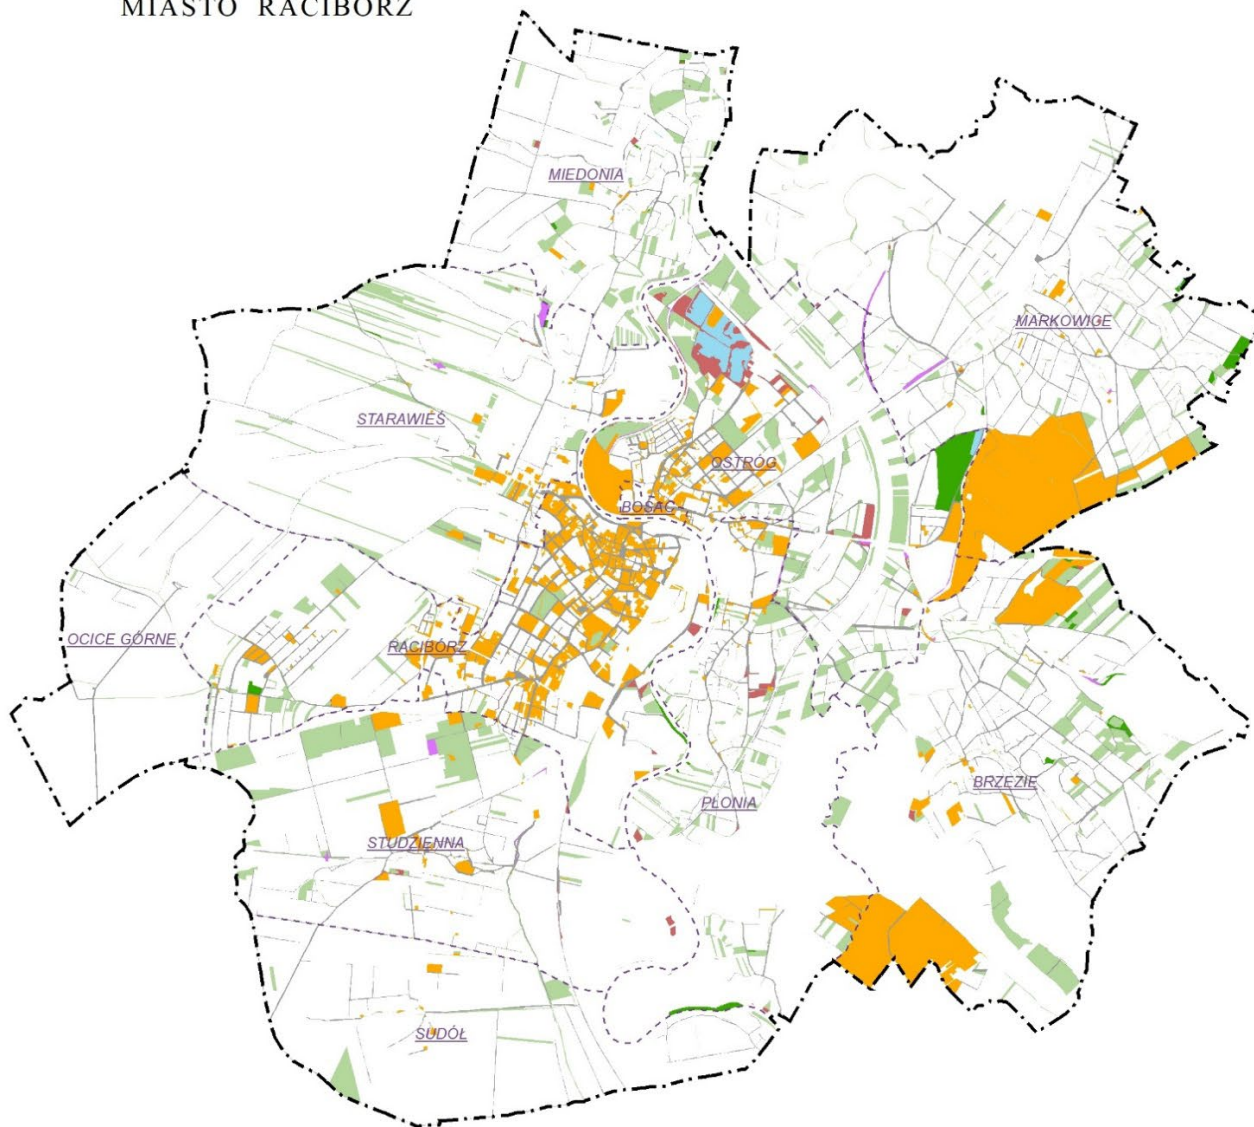 MIASTO RACIBÓRZ
MIEDONIA
MARKOWICE
STARAWIEŚ
OSTRÓG
BOSAC
OCICE GÓRNE
RACIBÓRZ
BRZEZIE
PŁONIA
STUDZIENNA
SUDÓŁ